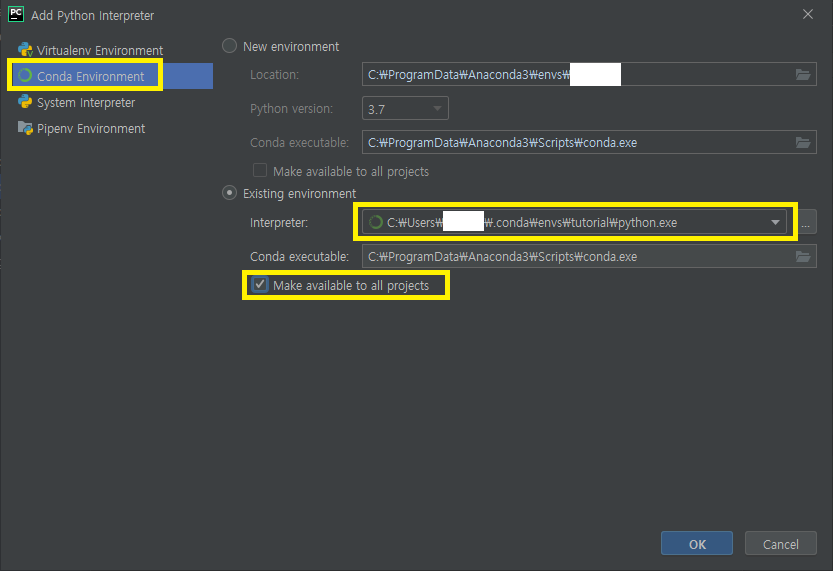 PC Add Python Interpreter
Virtualenv Environment
Conda Environment
System Interpreter
Pipenv Environment
New environment
Location: C:₩ProgramData₩Anaconda3₩envs₩
Python version: 3.7
Conda executable: C:₩ProgramData₩Anaconda3₩Scripts₩conda.exe
Make available to all projects
Existing environment
Interpreter: C:₩Users₩ ₩.conda₩envs₩tutorial₩python.exe ...
Conda executable: C:₩ProgramData₩Anaconda3₩Scripts₩conda.exe
Make available to all projects
OK Cancel